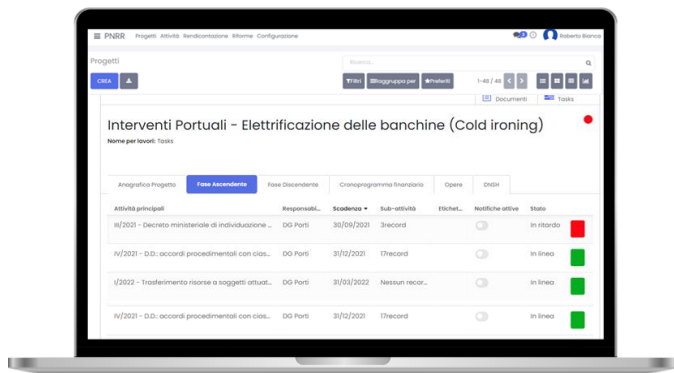 PNRR Progetti Attività Rendicontazione Riforme Configurazione Roberto Bianco
Progetti Ricerca...
CREA Filtri Raggruppa per Preferiti 1-48 / 48
Documenti Tasks
Interventi Portuali - Elettrificazione delle banchine (Cold ironing)
Nome per lavori: Tasks
Anagrafica Progetto Fase Ascendente Fase Discendente Cronoprogramma finanziario Opere DNSH
Attività principali Responsabi... Scadenza Sub-attività Etichet... Notifiche attive Stato
III/2021 - Decreto ministeriale di individuazione ... DG Porti 30/09/2021 3record In ritardo
IV/2021 - D.D.: accordi procedimentali con cias... DG Porti 31/12/2021 17record In linea
I/2022 - Trasferimento risorse a soggetti attuat... DG Porti 31/03/2022 Nessun recor... In linea
IV/2021 - D.D.: accordi procedimentali con cias... DG Porti 31/12/2021 17record In linea